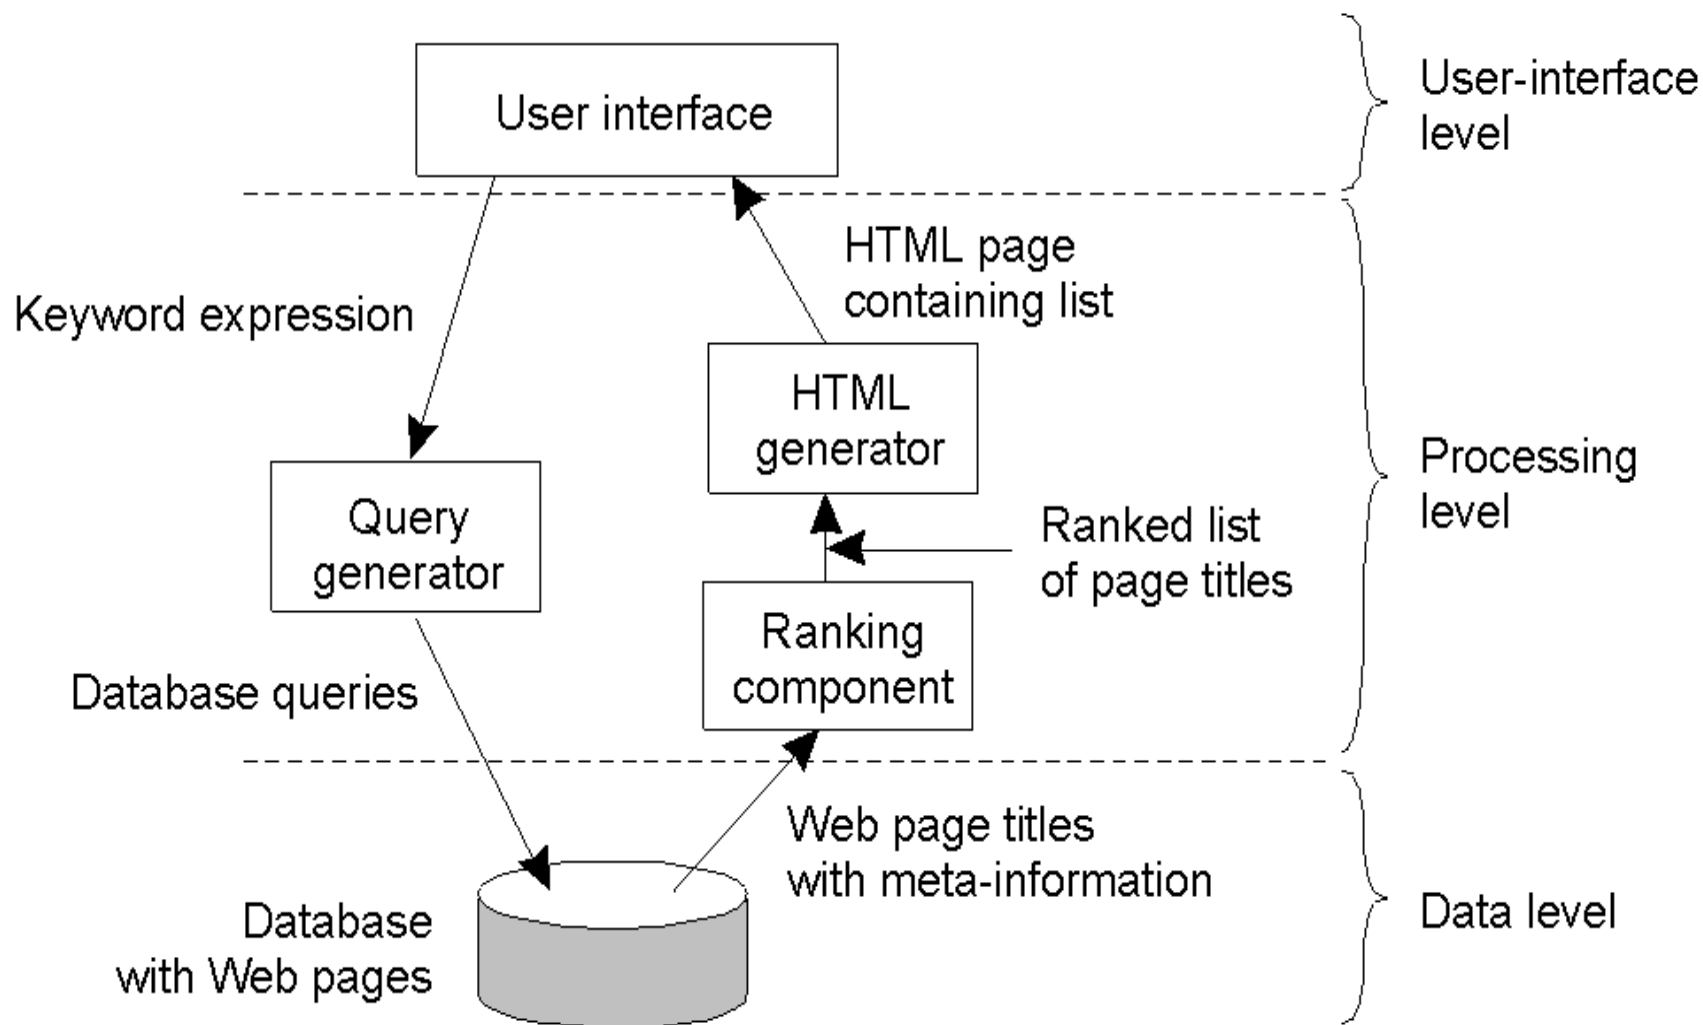 User interface
User-interface
level
HTML page
containing list
Keyword expression
HTML
generator
Processing
level
Query
generator
Ranked list
of page titles
Ranking
component
Database queries
Web page titles
with meta-information
Database
with Web pages
Data level